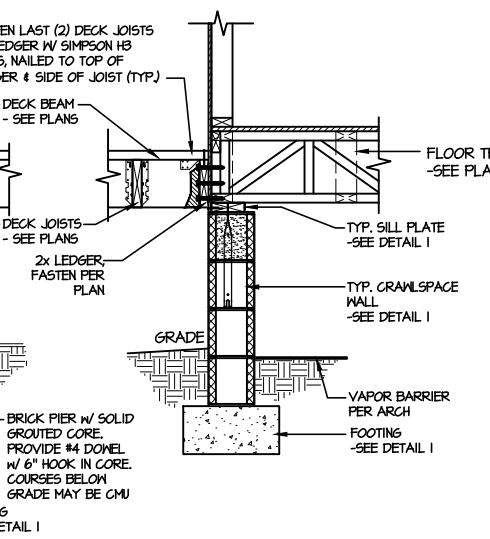 EN LAST (2) DECK JOISTS
EDGER W/ SIMPSON H3
S, NAILED TO TOP OF
GER & SIDE OF JOIST (TYP.)
DECK BEAM
- SEE PLANS
FLOOR T
-SEE PLA
DECK JOISTS
- SEE PLANS
TYP. SILL PLATE
-SEE DETAIL 1
2x LEDGER,
FASTEN PER
PLAN
TYP. CRAWLSPACE
WALL
-SEE DETAIL 1
GRADE
VAPOR BARRIER
PER ARCH
BRICK PIER W/ SOLID
GROUTED CORE.
PROVIDE #4 DOWEL
W/ 6" HOOK IN CORE.
COURSES BELOW
GRADE MAY BE CMU
FOOTING
-SEE DETAIL 1
G
ETAIL 1